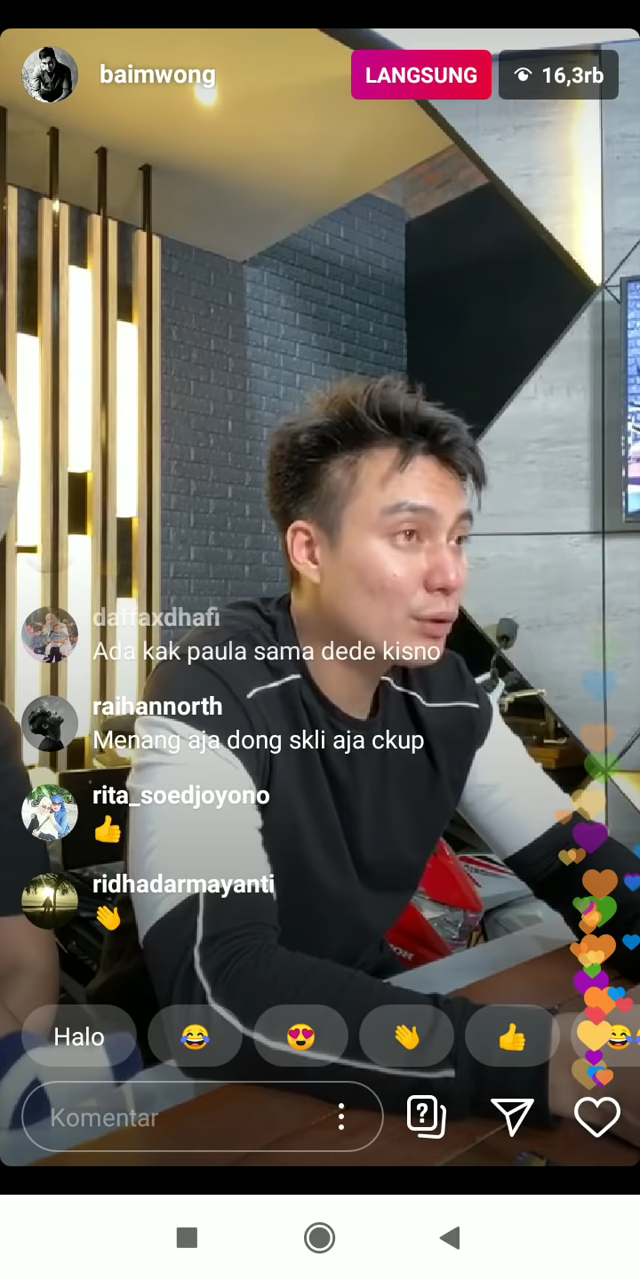 baimwong
LANGSUNG
16,3rb
daffaxdhafi
Ada kak paula sama dede kisno
raihannorth
Menang aja dong skli aja ckup
rita_soedjoyono
👍
ridhadarmayanti
👋
Halo 😂 😍 👋 👍 😂
Komentar